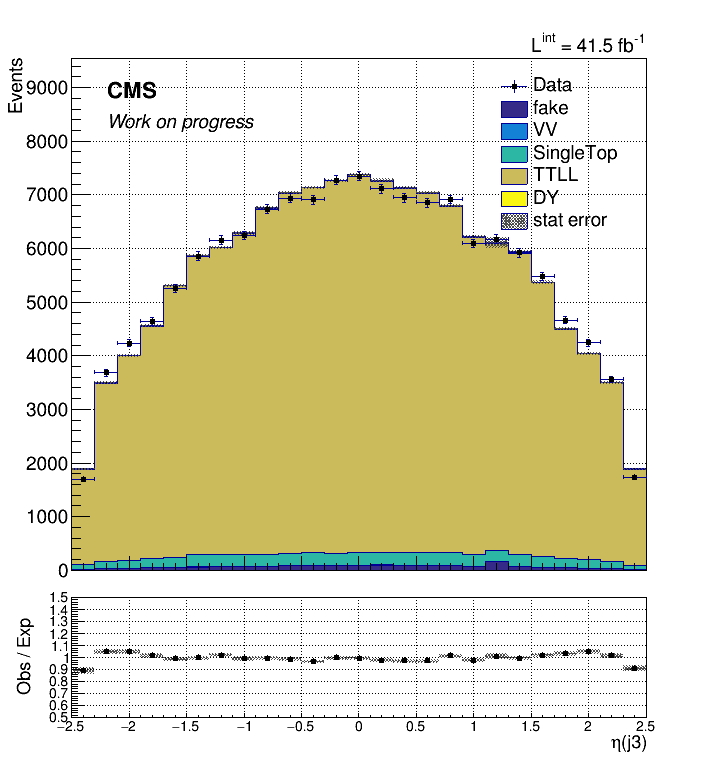 L^int = 41.5 fb^-1
Events
CMS
Work on progress
Data
fake
VV
SingleTop
TTLL
DY
stat error
9000
8000
7000
6000
5000
4000
3000
2000
1000
0
Obs / Exp
1.5
1.4
1.3
1.2
1.1
1
0.9
0.8
0.7
0.6
0.5
−2.5 −2 −1.5 −1 −0.5 0 0.5 1 1.5 2 2.5
η(j3)